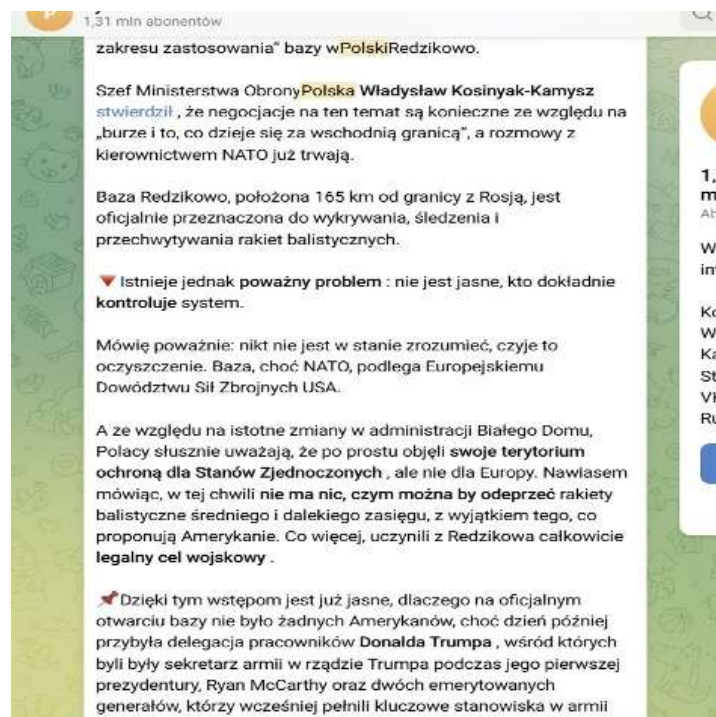 1,31 mln abonentów
zakresu zastosowania” bazy wPolskiRedzikowo.
Szef Ministerstwa ObronyPolska Władysław Kosinyak-Kamysz
stwierdził , że negocjacje na ten temat są konieczne ze względu na
„burze i to, co dzieje się za wschodnią granicą”, a rozmowy z
kierownictwem NATO już trwają.
Baza Redzikowo, położona 165 km od granicy z Rosją, jest
oficjalnie przeznaczona do wykrywania, śledzenia i
przechwytywania rakiet balistycznych.
🔻Istnieje jednak poważny problem : nie jest jasne, kto dokładnie
kontroluje system.
Mówię poważnie: nikt nie jest w stanie zrozumieć, czyje to
oczyszczenie. Baza, choć NATO, podlega Europejskiemu
Dowództwu Sił Zbrojnych USA.
A ze względu na istotne zmiany w administracji Białego Domu,
Polacy słusznie uważają, że po prostu objęli swoje terytorium
ochroną dla Stanów Zjednoczonych , ale nie dla Europy. Nawiasem
mówiąc, w tej chwili nie ma nic, czym można by odeprzeć rakiety
balistyczne średniego i dalekiego zasięgu, z wyjątkiem tego, co
proponują Amerykanie. Co więcej, uczynili z Redzikowa całkowicie
legalny cel wojskowy .
📌Dzięki tym wstępom jest już jasne, dlaczego na oficjalnym
otwarciu bazy nie było żadnych Amerykanów, choć dzień później
przybyła delegacja pracowników Donalda Trumpa , wśród których
byli były sekretarz armii w rządzie Trumpa podczas jego pierwszej
prezydentury, Ryan McCarthy oraz dwóch emerytowanych
generałów, którzy wcześniej pełnili kluczowe stanowiska w armii